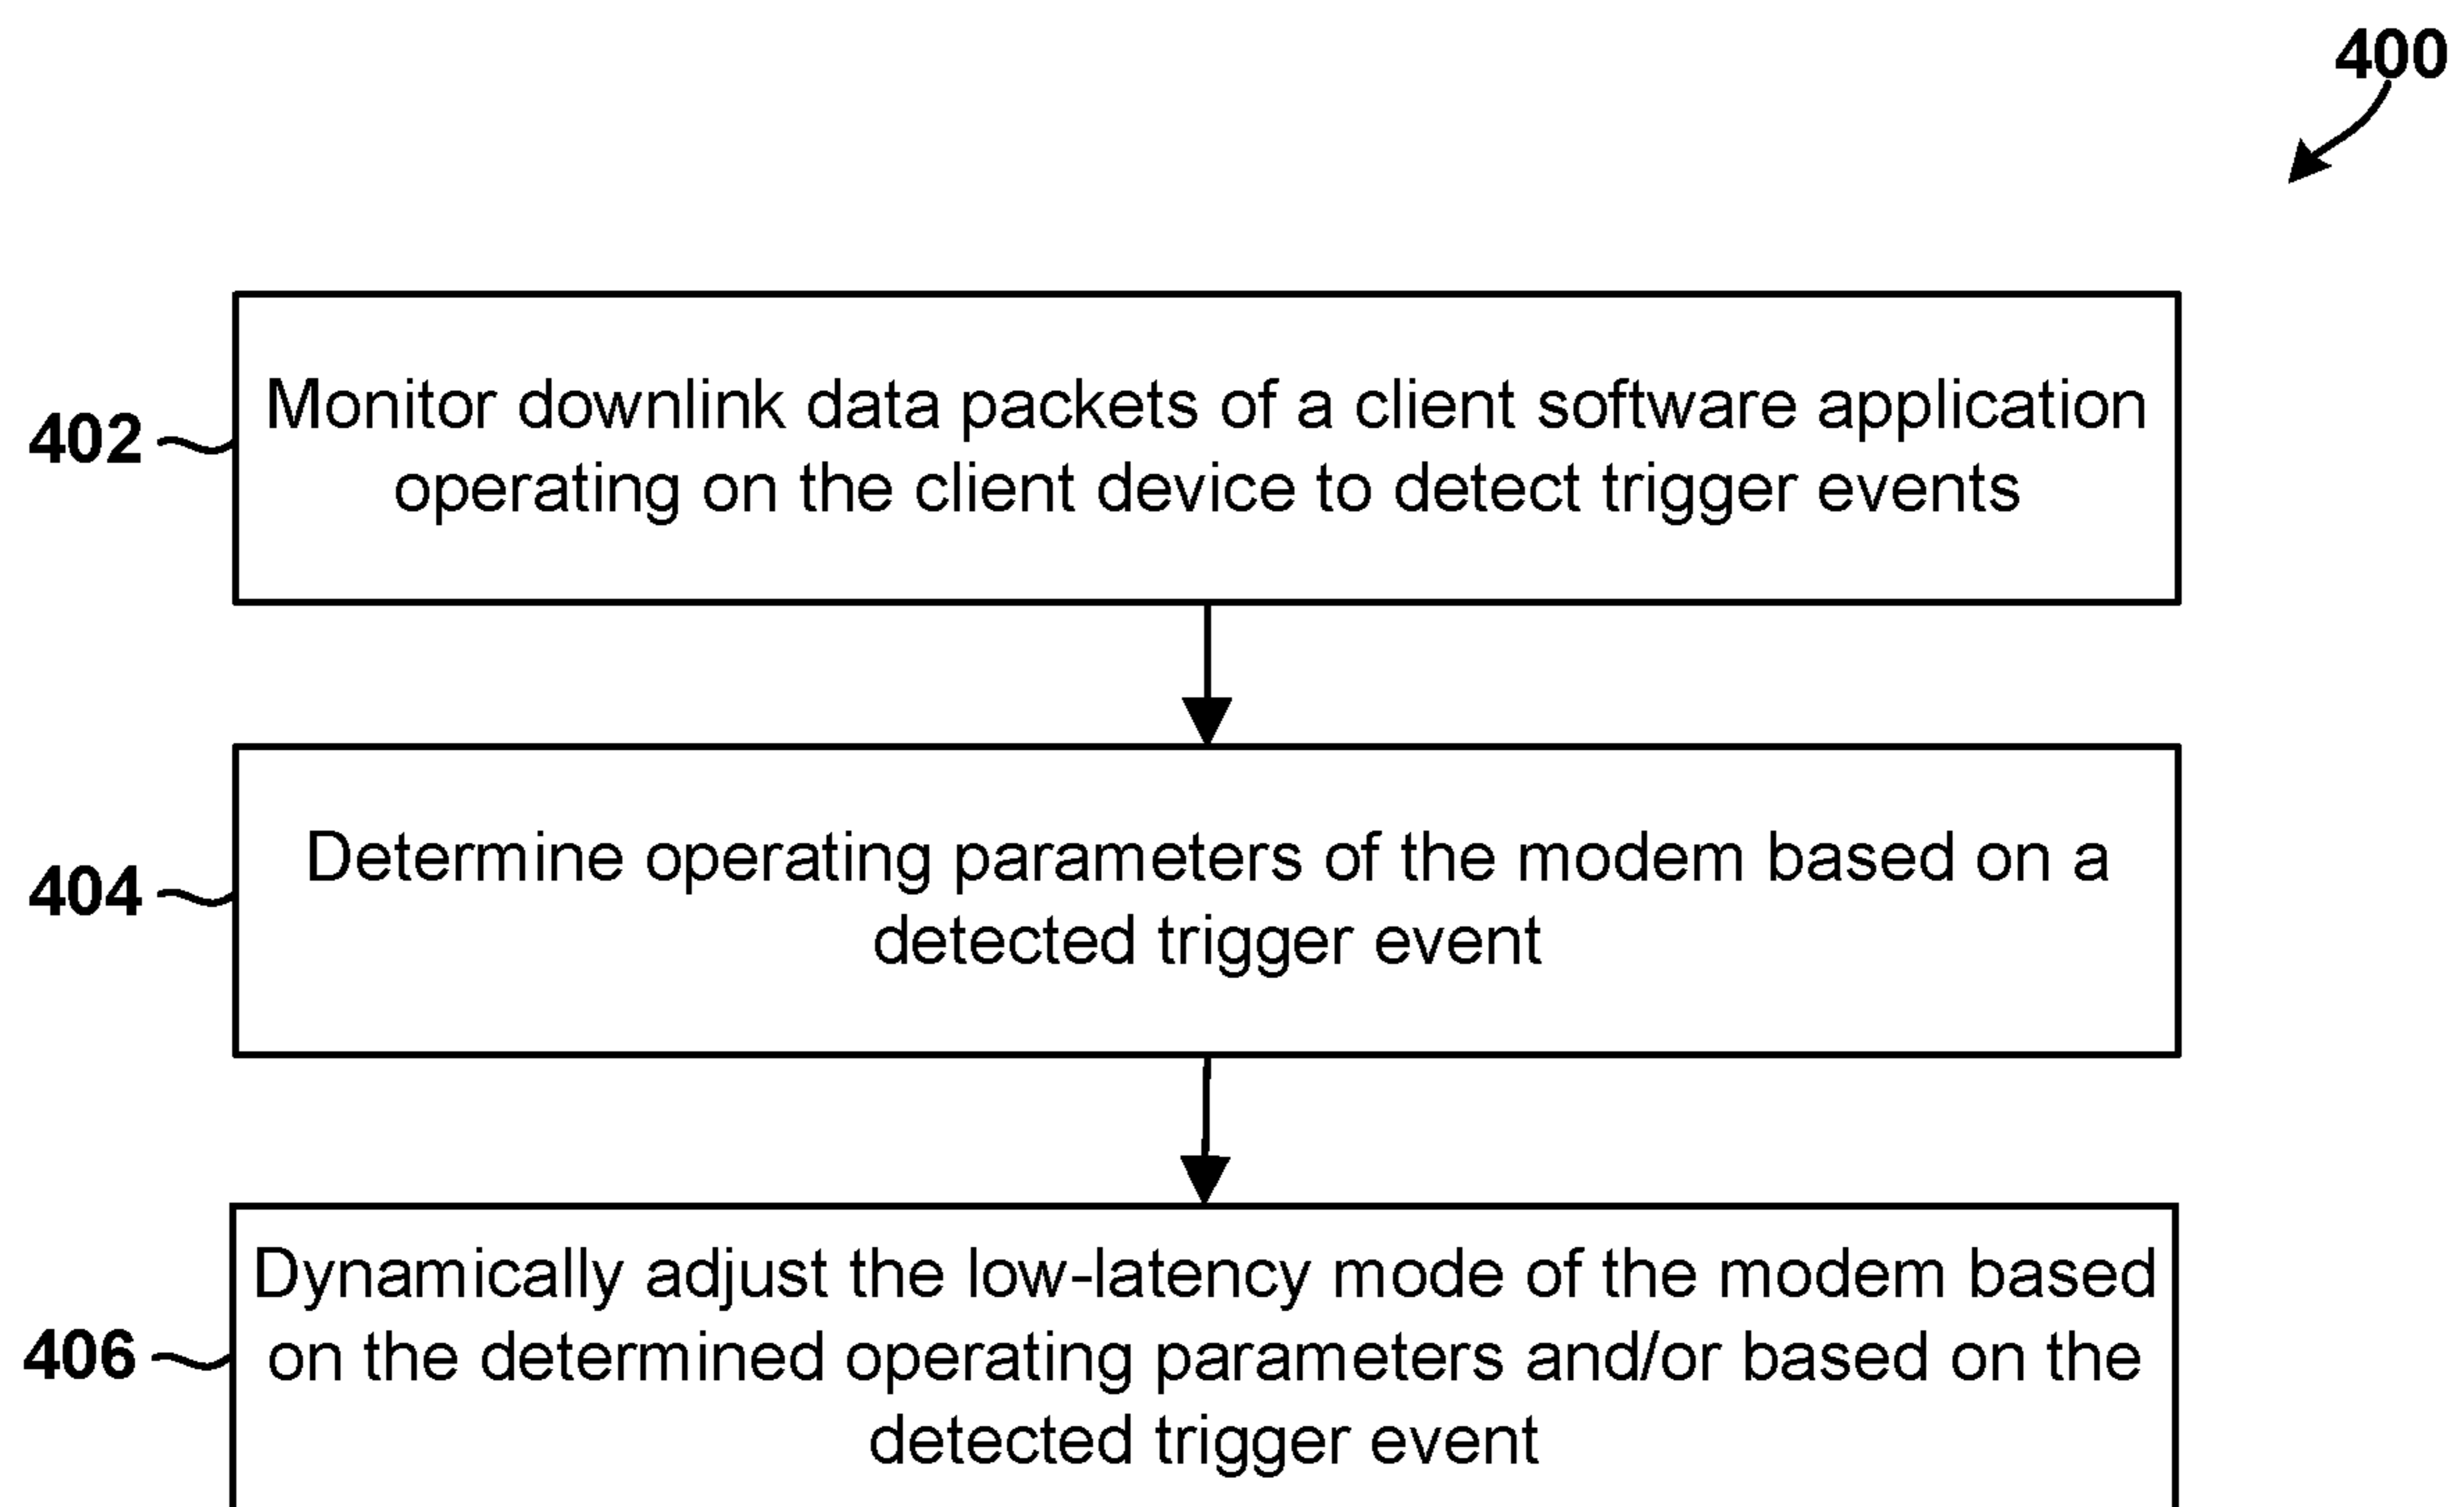 400
402
Monitor downlink data packets of a client software application
operating on the client device to detect trigger events
404
Determine operating parameters of the modem based on a
detected trigger event
406
Dynamically adjust the low-latency mode of the modem based
on the determined operating parameters and/or based on the
detected trigger event